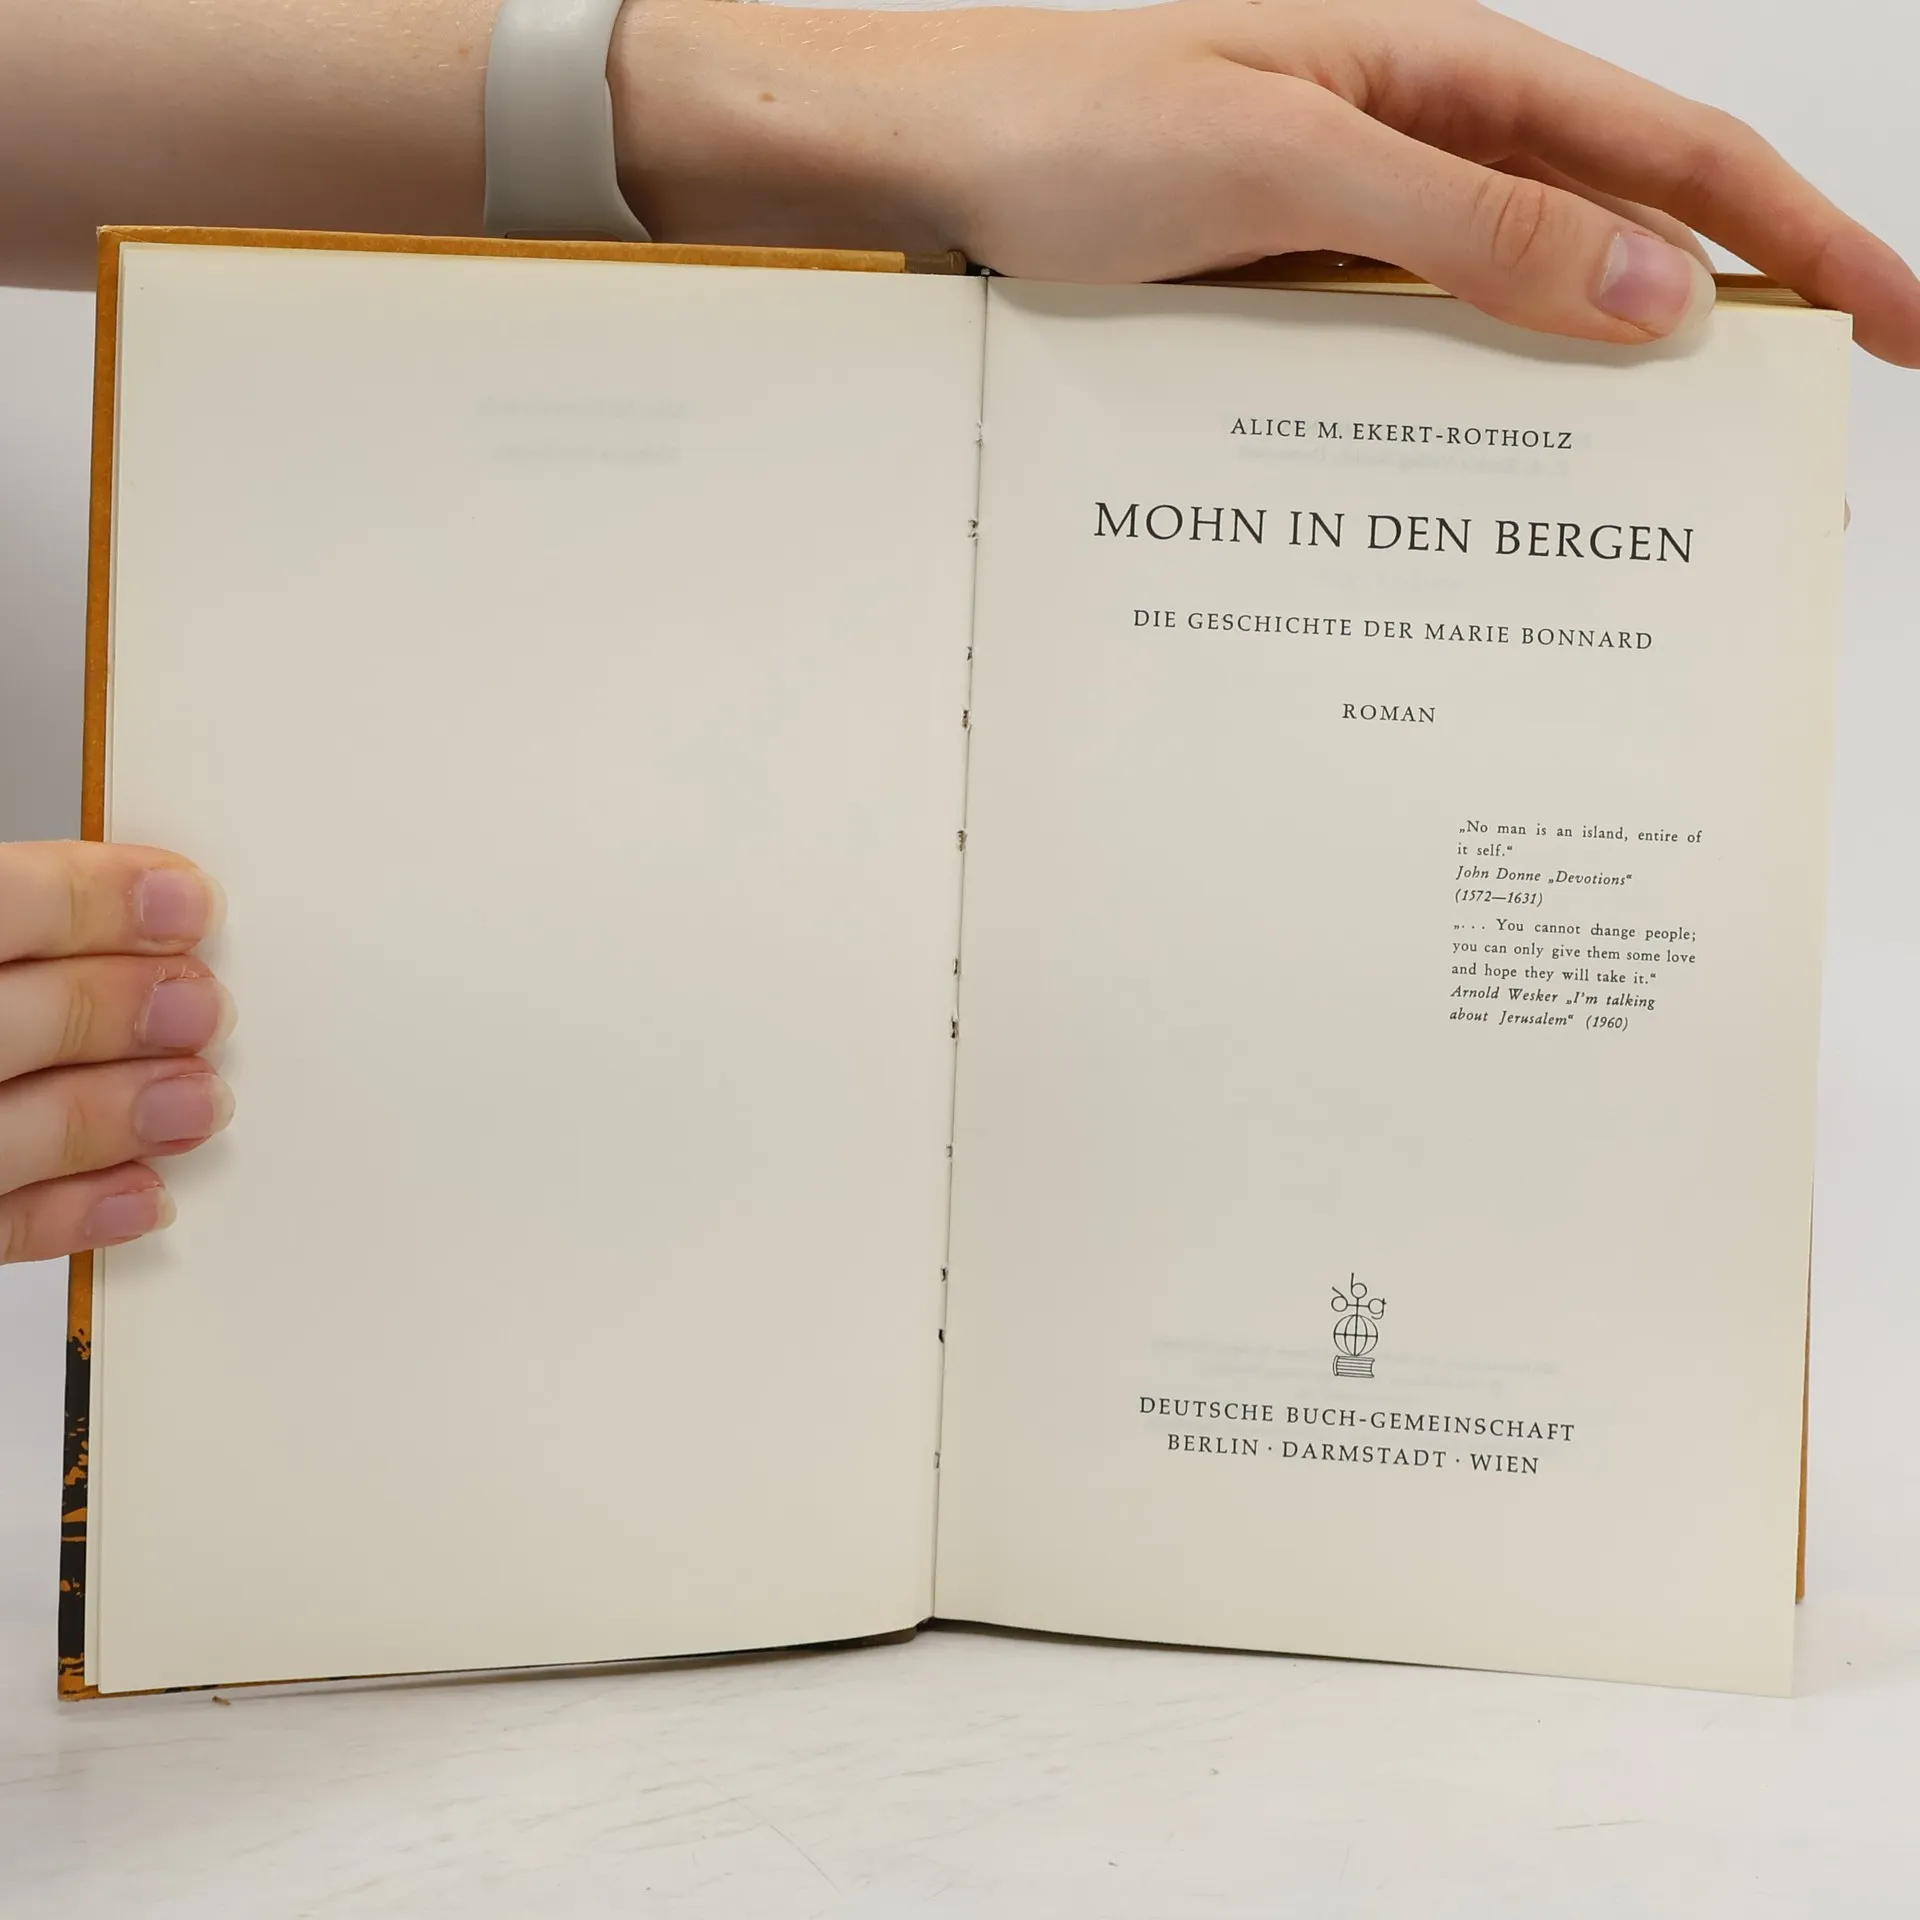 ALICE M. EKERT-ROTHOLZ
MOHN IN DEN BERGEN
DIE GESCHICHTE DER MARIE BONNARD
ROMAN
„No man is an island, entire of
it self.“
John Donne „Devotions“
(1572—1631)
„. . . You cannot change people;
you can only give them some love
and hope they will take it.“
Arnold Wesker „I'm talking
about Jerusalem“ (1960)
dbg
DEUTSCHE BUCH-GEMEINSCHAFT
BERLIN · DARMSTADT · WIEN